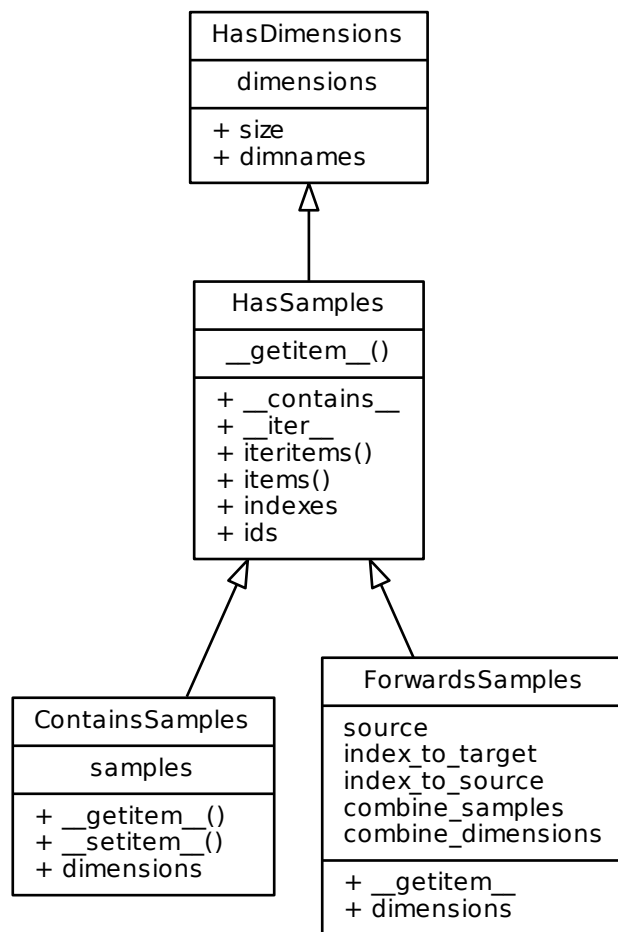 HasDimensions
dimensions
+ size
+ dimnames
HasSamples
__getitem__()
+ __contains__
+ __iter__
+ iteritems()
+ items()
+ indexes
+ ids
ContainsSamples
samples
+ __getitem__()
+ __setitem__()
+ dimensions
ForwardsSamples
source
index_to_target
index_to_source
combine_samples
combine_dimensions
+ __getitem__
+ dimensions